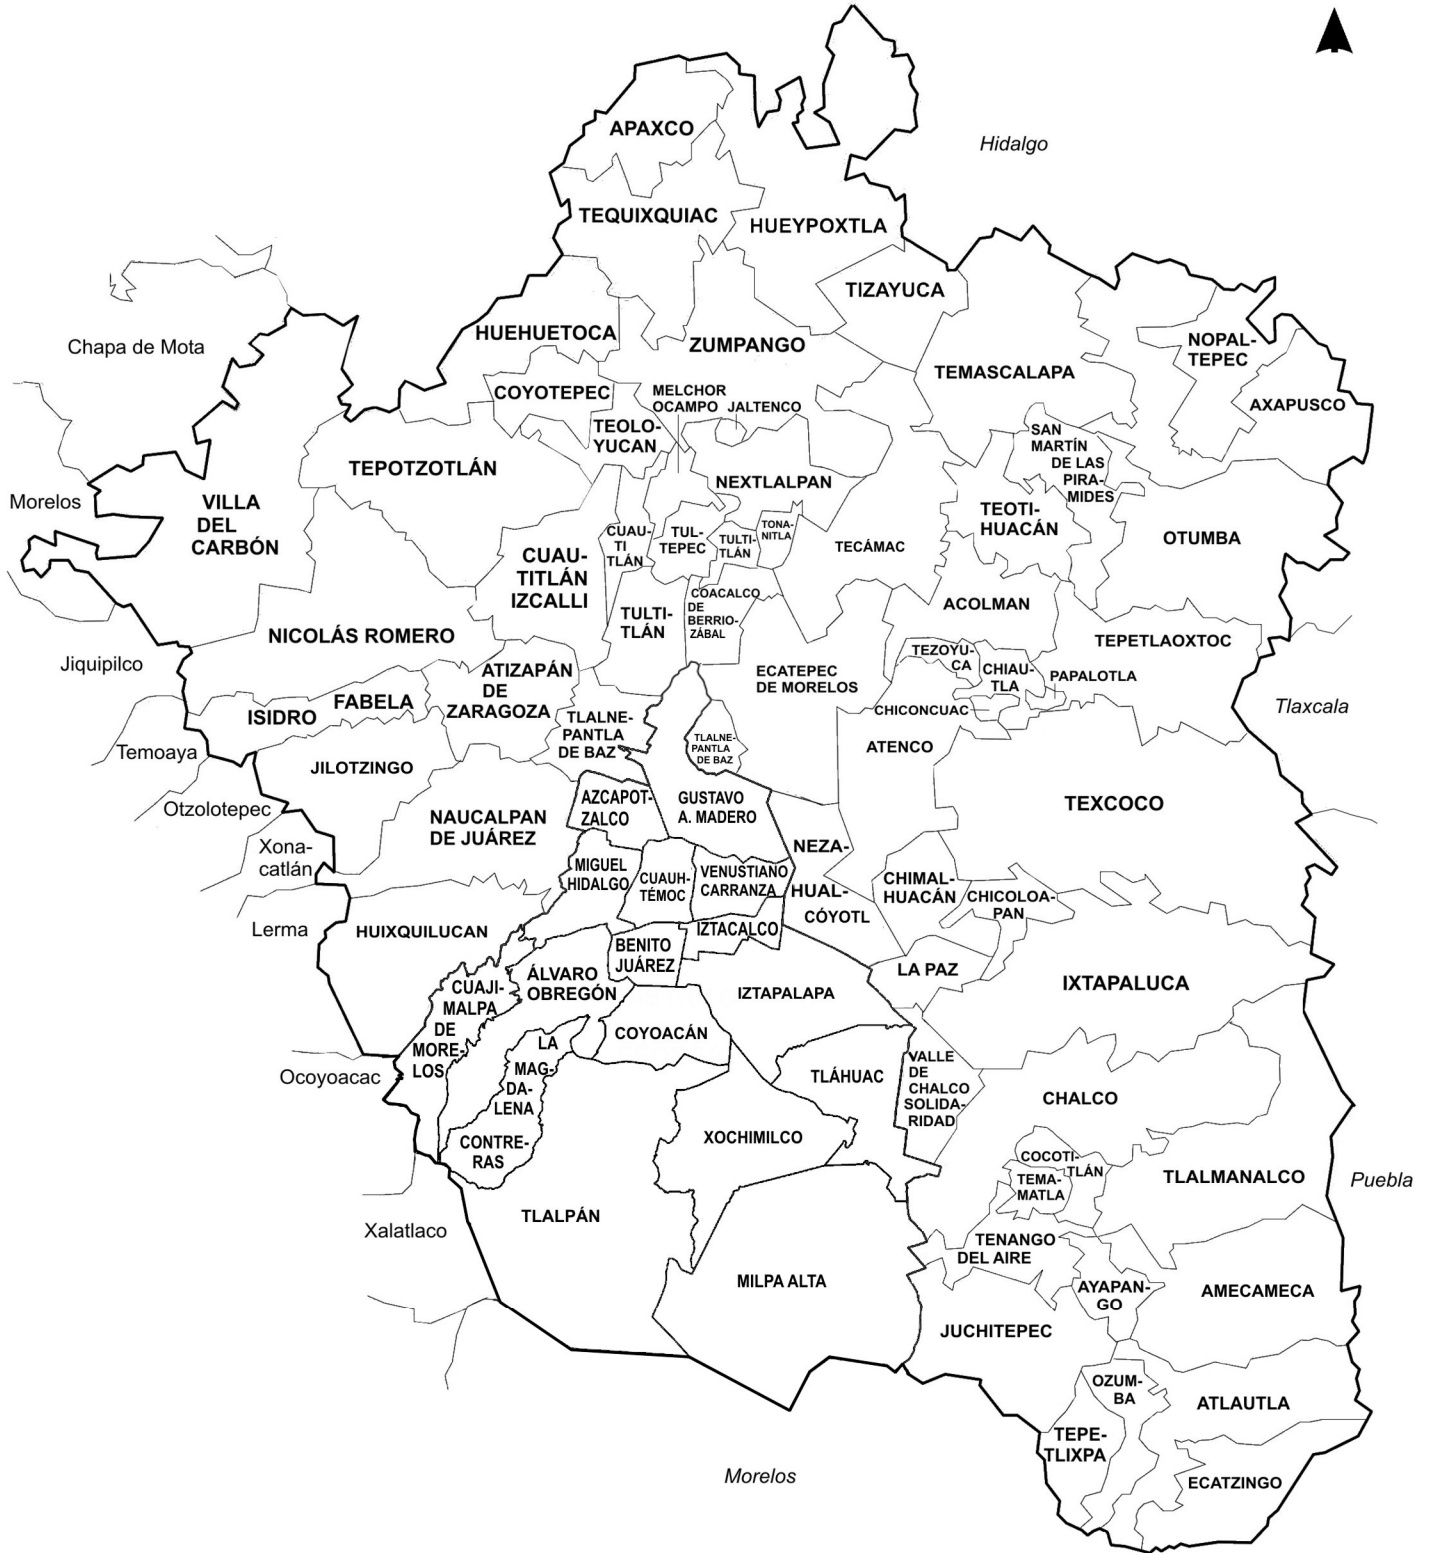 Hidalgo
APAXCO
TEQUIXQUIAC
HUEYPOXTLA
TIZAYUCA
HUEHUETOCA
ZUMPANGO
Chapa de Mota
NOPAL-
TEPEC
TEMASCALAPA
COYOTEPEC
MELCHOR
OCAMPO
JALTENCO
AXAPUSCO
TEOLO-
YUCAN
SAN
MARTÍN
DE LAS
PIRA-
MIDES
TEPOTZOTLÁN
NEXTLALPAN
Morelos
VILLA
DEL
CARBÓN
TEOTI-
HUACÁN
OTUMBA
CUAU-
TI
TLÁN
TUL-
TEPEC
TULTI-
TLÁN
TONA-
NITLA
TECÁMAC
CUAU-
TITLÁN
IZCALLI
COACALCO
DE
BERRIO-
ZÁBAL
ACOLMAN
TULTI-
TLÁN
NICOLÁS ROMERO
TEPETLAOXTOC
TEZOYU-
CA
Jiquipilco
ATIZAPÁN
DE
ZARAGOZA
ECATEPEC
DE MORELOS
CHIAU-
TLA
PAPALOTLA
ISIDRO
FABELA
CHICONCUAC
Tlaxcala
TLALNE-
PANTLA
DE BAZ
TLALNE-
PANTLA
DE BAZ
ATENCO
Temoaya
JILOTZINGO
Otzolotepec
AZCAPOT-
ZALCO
GUSTAVO
A. MADERO
TEXCOCO
NAUCALPAN
DE JUÁREZ
Xona-
catlán
NEZA-
HUAL-
CÓYOTL
MIGUEL
HIDALGO
CUAUH-
TÉMOC
VENUSTIANO
CARRANZA
CHIMAL-
HUACÁN
CHICOLOA-
PAN
Lerma
HUIXQUILUCAN
IZTACALCO
BENITO
JUÁREZ
LA PAZ
ÁLVARO
OBREGÓN
IXTAPALUCA
CUAJI-
MALPA
DE
MORE-
LOS
IZTAPALAPA
COYOACÁN
LA
MAG-
DA-
LENA
CONTRE-
RAS
Ocoyoacac
TLÁHUAC
VALLE
DE
CHALCO
SOLIDA-
RIDAD
CHALCO
XOCHIMILCO
COCOTI-
TLÁN
TEMA-
MATLA
TLALMANALCO
Puebla
TLALPÁN
Xalatlaco
TENANGO
DEL AIRE
MILPA ALTA
AYAPAN-
GO
AMECAMECA
JUCHITEPEC
OZUM-
BA
ATLAUTLA
TEPE-
TLIXPA
Morelos
ECATZINGO